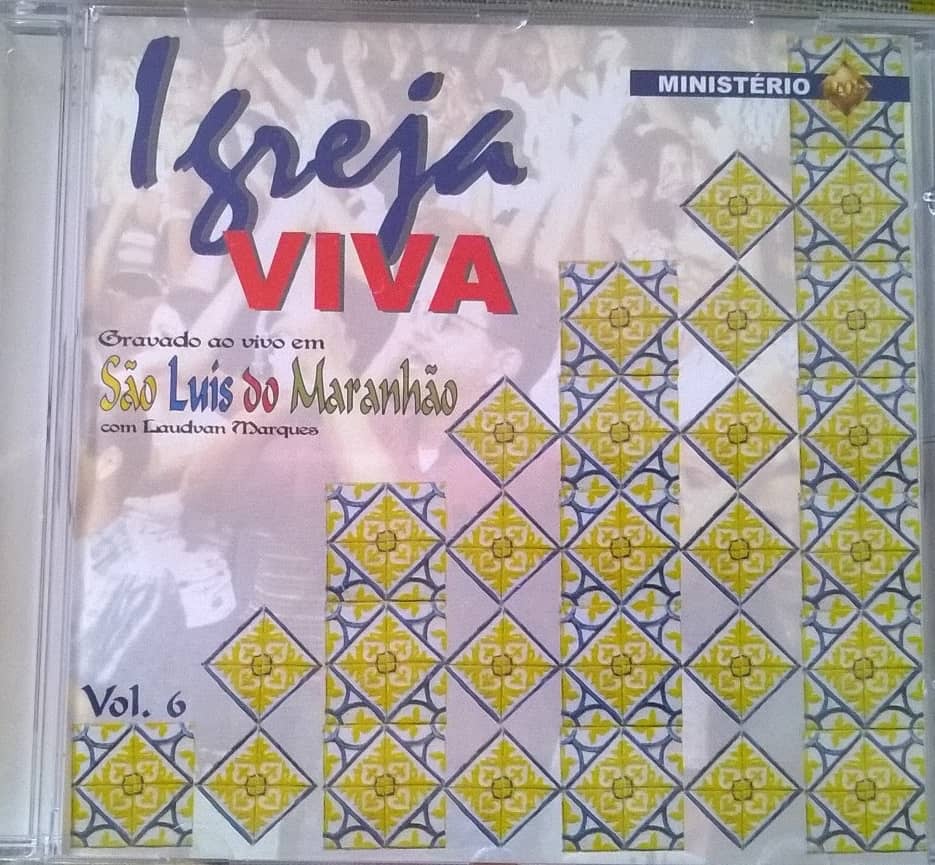 Igreja
VIVA
MINISTÉRIO
Gravado ao vivo em
São Luis do Maranhão
com Laudvan Marques
Vol. 6